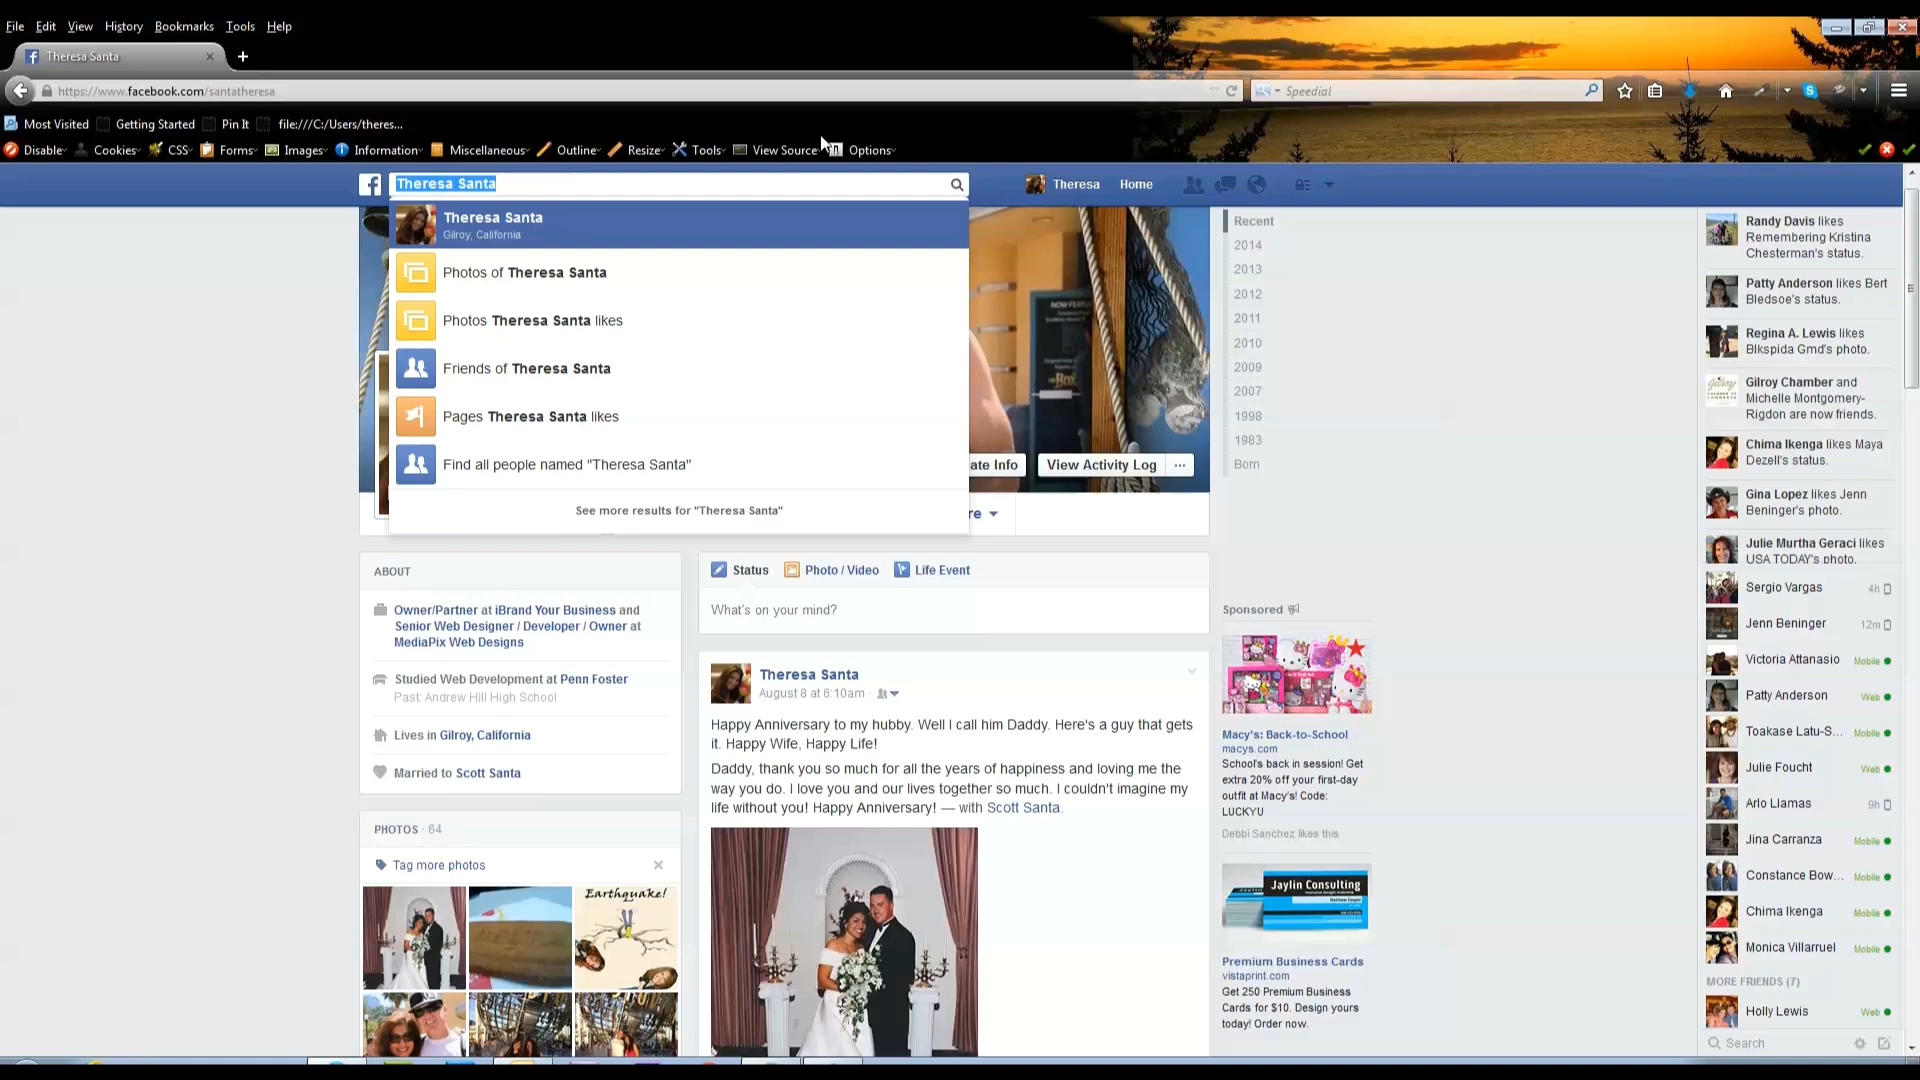 File Edit View History Bookmarks Tools Help
Theresa Santa
https://www.facebook.com/santatheresa
Speedial
Most Visited Getting Started Pin It file:///C:/Users/theres...
Disable Cookies CSS Forms Images Information Miscellaneous Outline Resize Tools View Source Options
Theresa Santa
Theresa Home
Theresa Santa
Gilroy, California
Photos of Theresa Santa
Photos Theresa Santa likes
Friends of Theresa Santa
Pages Theresa Santa likes
Find all people named "Theresa Santa"
See more results for "Theresa Santa"
NOW
ate Info
View Activity Log ...
re
ABOUT
Owner/Partner at iBrand Your Business and
Senior Web Designer / Developer / Owner at
MediaPix Web Designs
Studied Web Development at Penn Foster
Past: Andrew Hill High School
Lives in Gilroy, California
Married to Scott Santa
PHOTOS · 64
Tag more photos
Earthquake!
Status Photo / Video Life Event
What's on your mind?
Theresa Santa
August 8 at 6:10am ·
Happy Anniversary to my hubby. Well I call him Daddy. Here's a guy that gets
it. Happy Wife, Happy Life!
Daddy, thank you so much for all the years of happiness and loving me the
way you do. I love you and our lives together so much. I couldn't imagine my
life without you! Happy Anniversary! — with Scott Santa.
Recent
2014
2013
2012
2011
2010
2009
2007
1998
1983
Born
Sponsored
Macy's: Back-to-School
macys.com
School's back in session! Get
extra 20% off your first-day
outfit at Macy's! Code:
LUCKYU
Debbi Sanchez likes this
Jaylin Consulting
Premium Business Cards
vistaprint.com
Get 250 Premium Business
Cards for $10. Design yours
today! Order now.
Randy Davis likes
Remembering Kristina
Chesterman's status.
Patty Anderson likes Bert
Bledsoe's status.
Regina A. Lewis likes
Blkspida Gmd's photo.
Gilroy Chamber and
Michelle Montgomery-
Rigdon are now friends.
Chima Ikenga likes Maya
Dezell's status.
Gina Lopez likes Jenn
Beninger's photo.
Julie Murtha Geraci likes
USA TODAY's photo.
Sergio Vargas 4h
Jenn Beninger 12m
Victoria Attanasio Mobile
Patty Anderson Web
Toakase Latu-S... Mobile
Julie Foucht Web
Arlo Llamas 9h
Jina Carranza Mobile
Constance Bow... Mobile
Chima Ikenga Mobile
Monica Villarruel Mobile
MORE FRIENDS (7)
Holly Lewis Web
Search